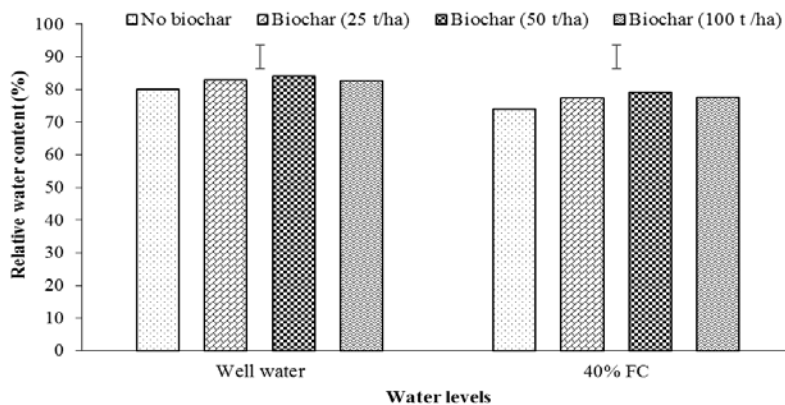 No biochar Biochar (25 t/ha) Biochar (50 t/ha) Biochar (100 t /ha)
100
90
80
70
60
50
40
30
20
10
0
Relative water content (%)
Well water 40% FC
Water levels